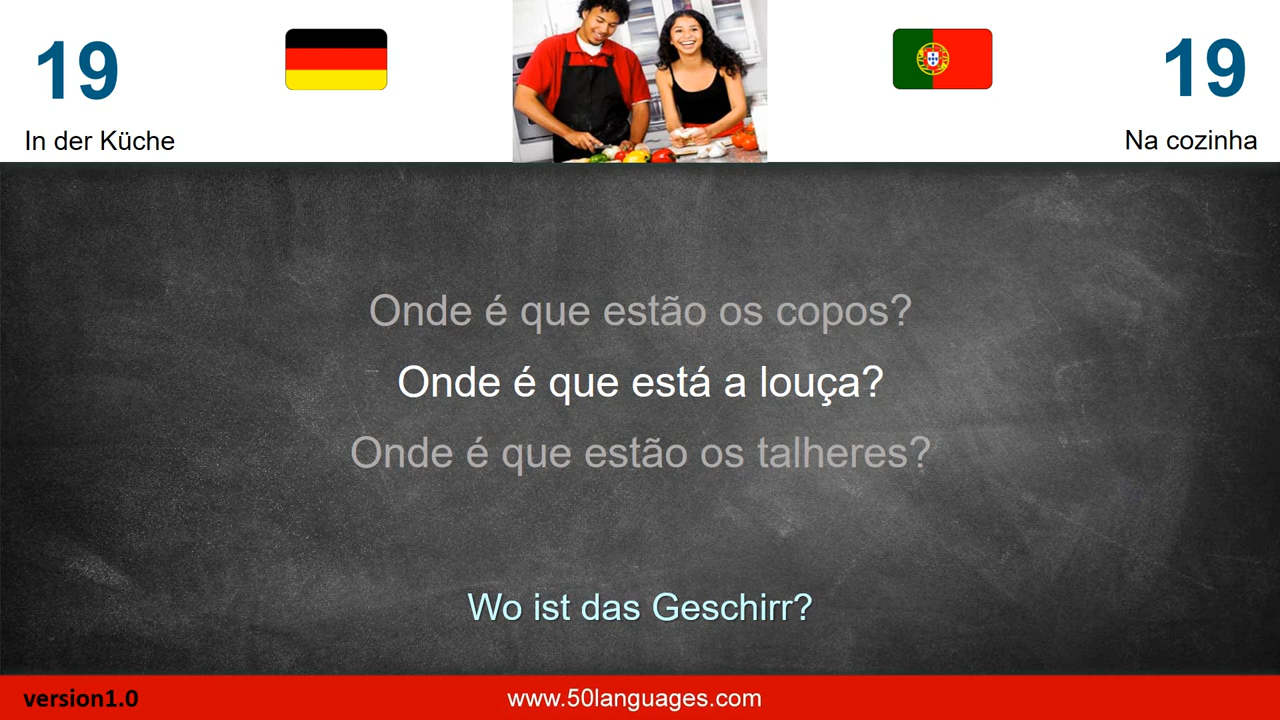 19
19
In der Küche
Na cozinha
Onde é que estão os copos?
Onde é que está a louça?
Onde é que estão os talheres?
Wo ist das Geschirr?
version1.0
www.50languages.com